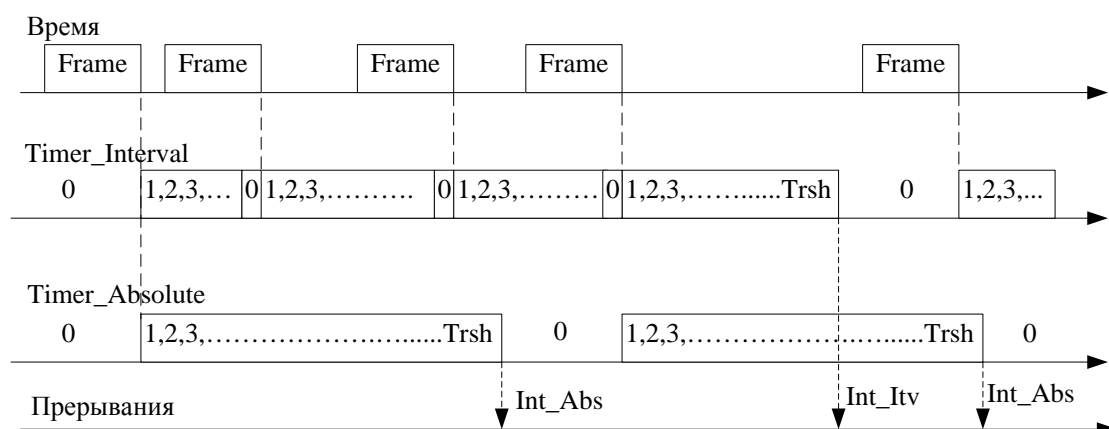 Время
Frame Frame Frame Frame Frame
Timer_Interval
0 1,2,3,… 0 1,2,3,………. 0 1,2,3,……… 0 1,2,3,…….....Trsh 0 1,2,3,...
Timer_Absolute
0 1,2,3,……………….…......Trsh 0 1,2,3,……………….…......Trsh 0
Прерывания Int_Abs Int_Itv Int_Abs